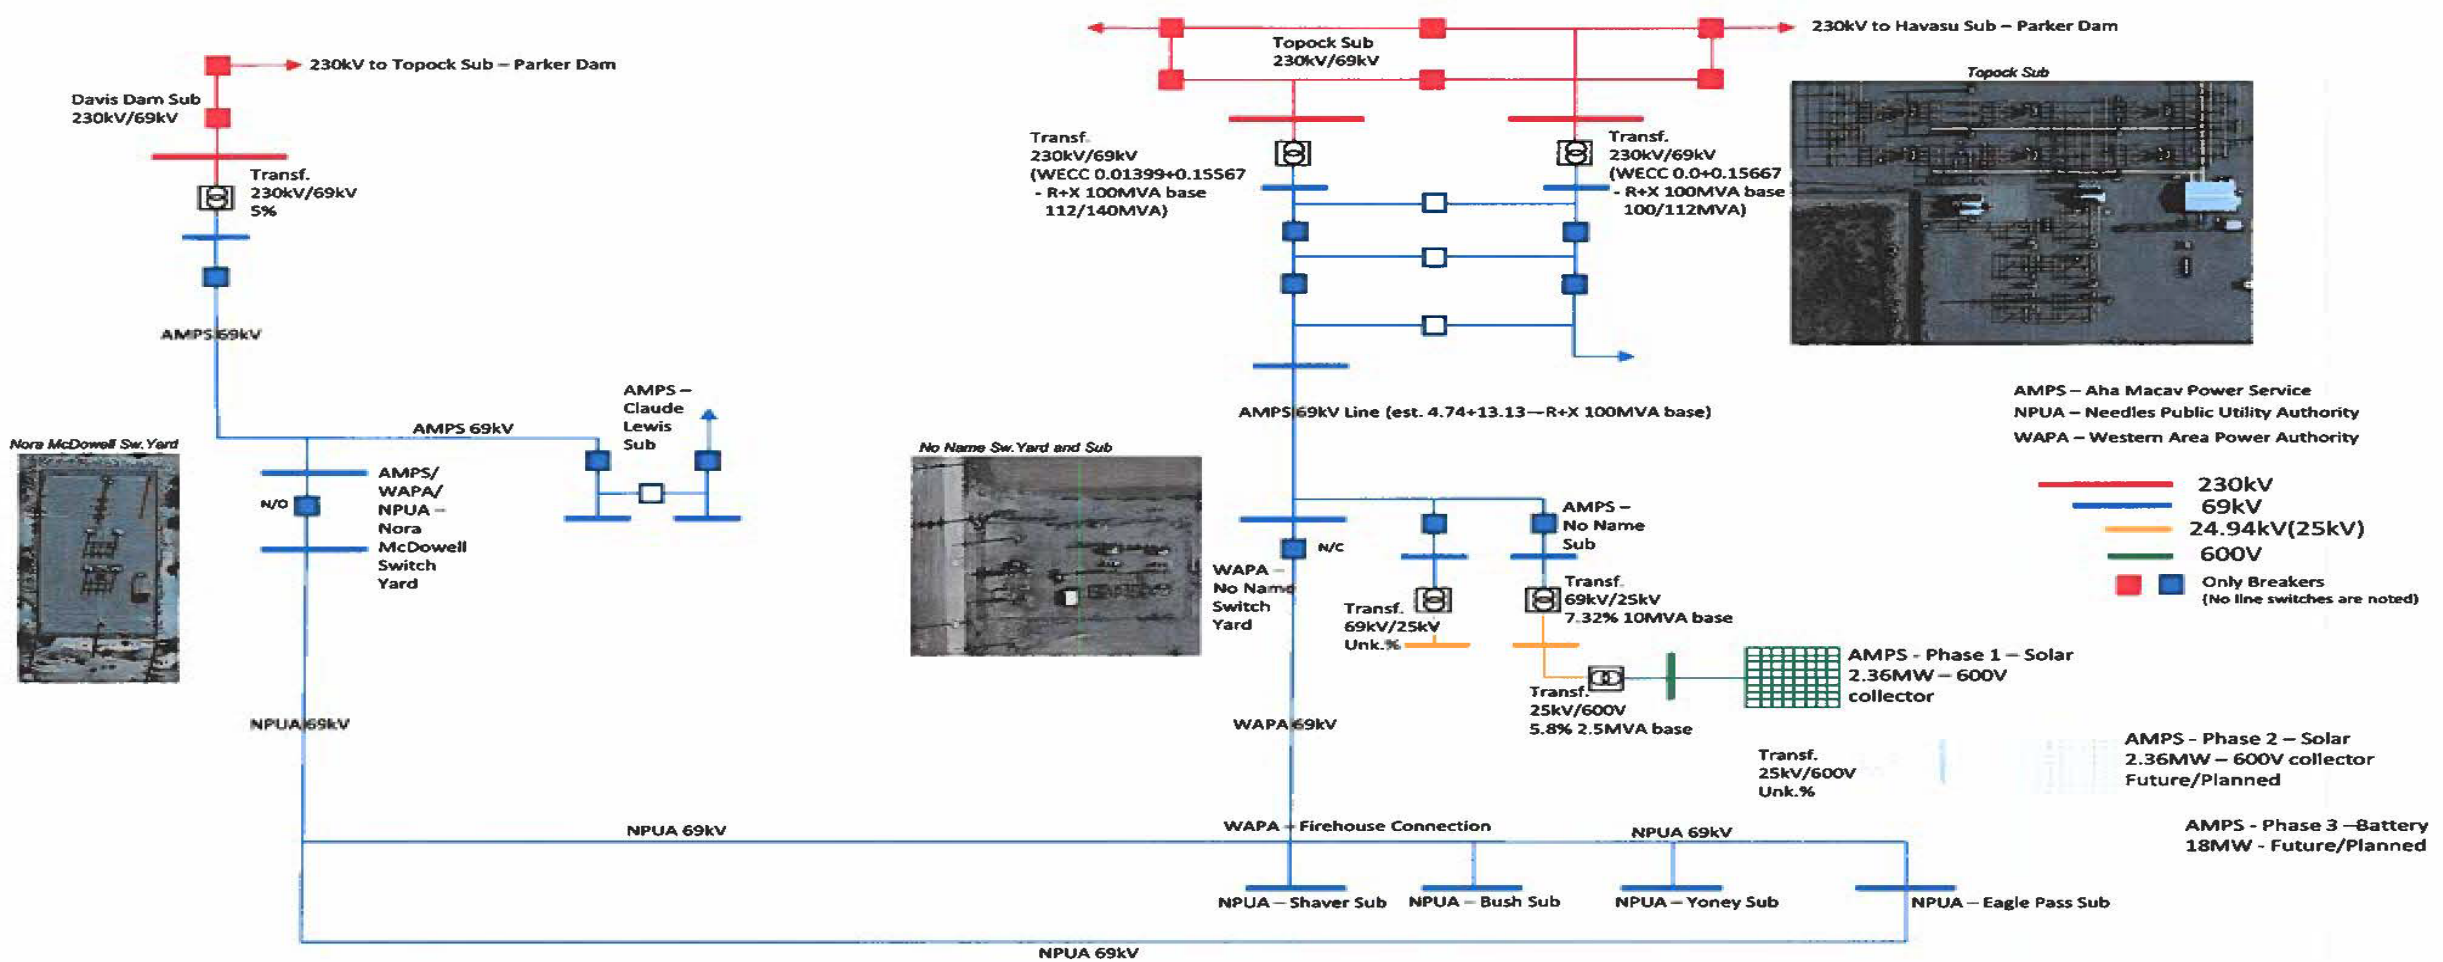 230kV to Topock Sub – Parker Dam
Davis Dam Sub
230kV/69kV
Transf.
230kV/69kV
5%
AMPS 69kV
AMPS 69kV
AMPS –
Claude
Lewis
Sub
Nora McDowell Sw. Yard
N/O
AMPS/
WAPA/
NPUA –
Nora
McDowell
Switch
Yard
NPUA 69kV
NPUA 69kV
230kV to Havasu Sub – Parker Dam
Topock Sub
230kV/69kV
Topock Sub
Transf.
230kV/69kV
(WECC 0.01399+0.15567
- R+X 100MVA base
112/140MVA)
Transf.
230kV/69kV
(WECC 0.0+0.15667
- R+X 100MVA base
100/112MVA)
AMPS 69kV Line (est. 4.74+13.13—R+X 100MVA base)
No Name Sw.Yard and Sub
N/C
WAPA –
No Name
Switch
Yard
AMPS –
No Name
Sub
Transf.
69kV/25kV
Unk.%
Transf.
69kV/25kV
7.32% 10MVA base
Transf.
25kV/600V
5.8% 2.5MVA base
AMPS - Phase 1 – Solar
2.36MW – 600V
collector
WAPA 69kV
Transf.
25kV/600V
Unk.%
AMPS - Phase 2 – Solar
2.36MW – 600V collector
Future/Planned
AMPS - Phase 3 –Battery
18MW - Future/Planned
WAPA – Firehouse Connection
NPUA 69kV
NPUA – Shaver Sub
NPUA – Bush Sub
NPUA – Yoney Sub
NPUA – Eagle Pass Sub
NPUA 69kV
AMPS – Aha Macav Power Service
NPUA – Needles Public Utility Authority
WAPA – Western Area Power Authority
230kV
69kV
24.94kV(25kV)
600V
Only Breakers
(No line switches are noted)